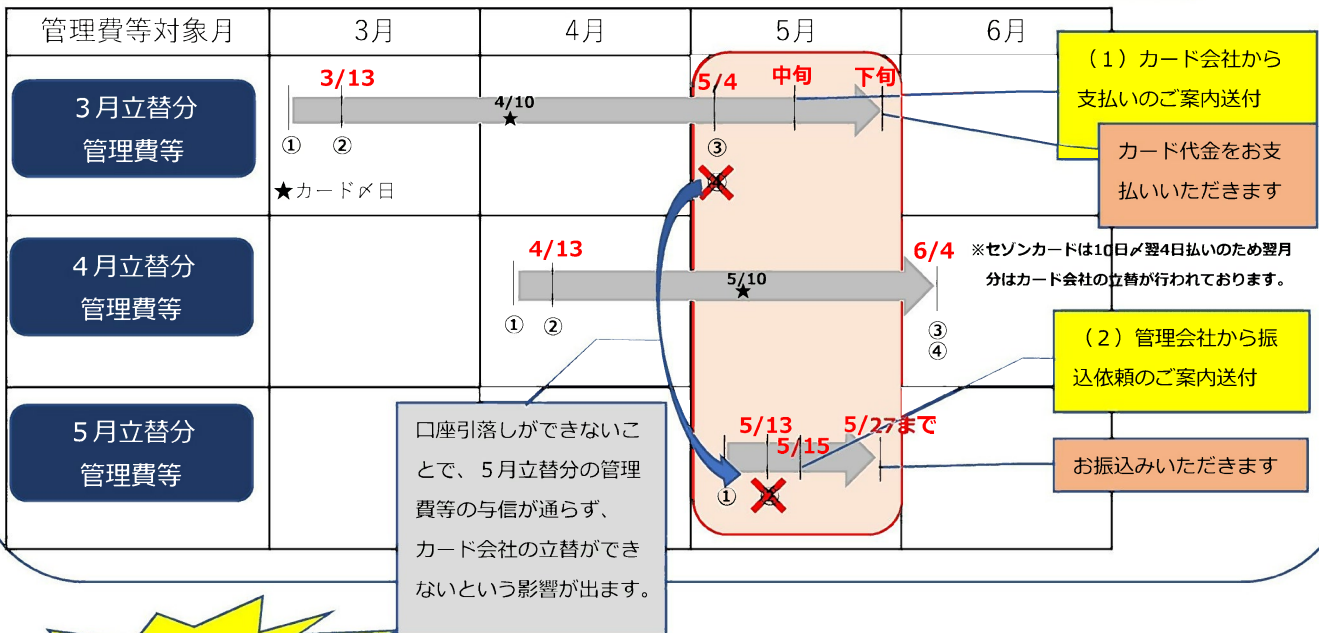 管理費等対象月 3月 4月 5月 6月
3月立替分
管理費等
3/13
4/10
★
5/4
中旬
下旬
① ② ③
★カード〆日
（１）カード会社から
支払いのご案内送付
カード代金をお支
払いいただきます
４月立替分
管理費等
4/13
5/10
★
6/4
① ② ③
④
※セゾンカードは10日〆翌4日払いのため翌月
分はカード会社の立替が行われております。
（２）管理会社から振
込依頼のご案内送付
５月立替分
管理費等
5/13
5/15
5/27まで
①
お振込みいただきます
口座引落しができないこ
とで、５月立替分の管理
費等の与信が通らず、
カード会社の立替ができ
ないという影響が出ます。